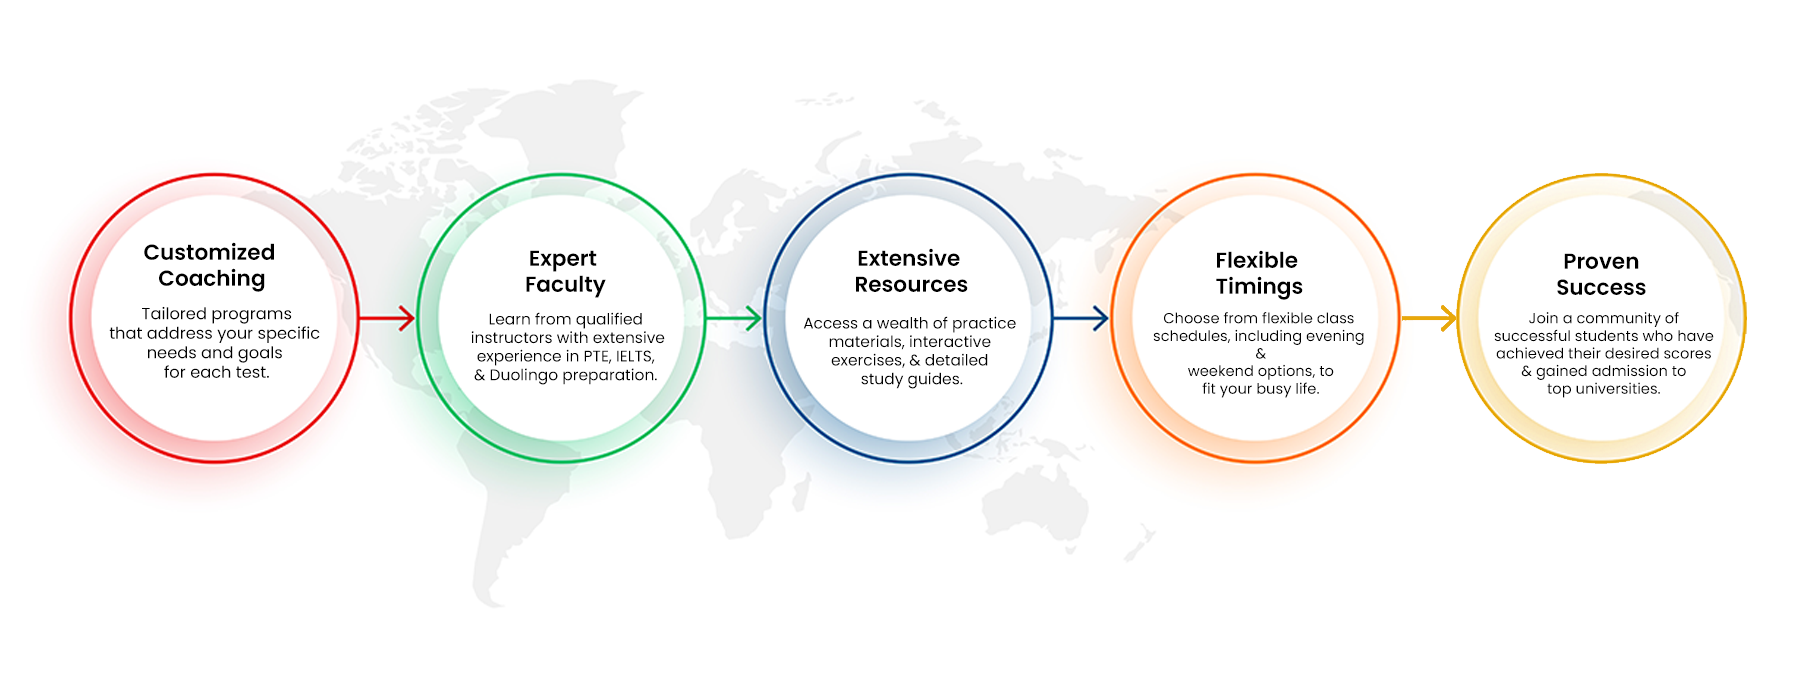 Customized
Coaching
Tailored programs
that address your specific
needs and goals
for each test.
Expert
Faculty
Learn from qualified
instructors with extensive
experience in PTE, IELTS,
& Duolingo preparation.
Extensive
Resources
Access a wealth of practice
materials, interactive
exercises, & detailed
study guides.
Flexible
Timings
Choose from flexible class
schedules, including evening
&
weekend options, to
fit your busy life.
Proven
Success
Join a community of
successful students who have
achieved their desired scores
& gained admission to
top universities.